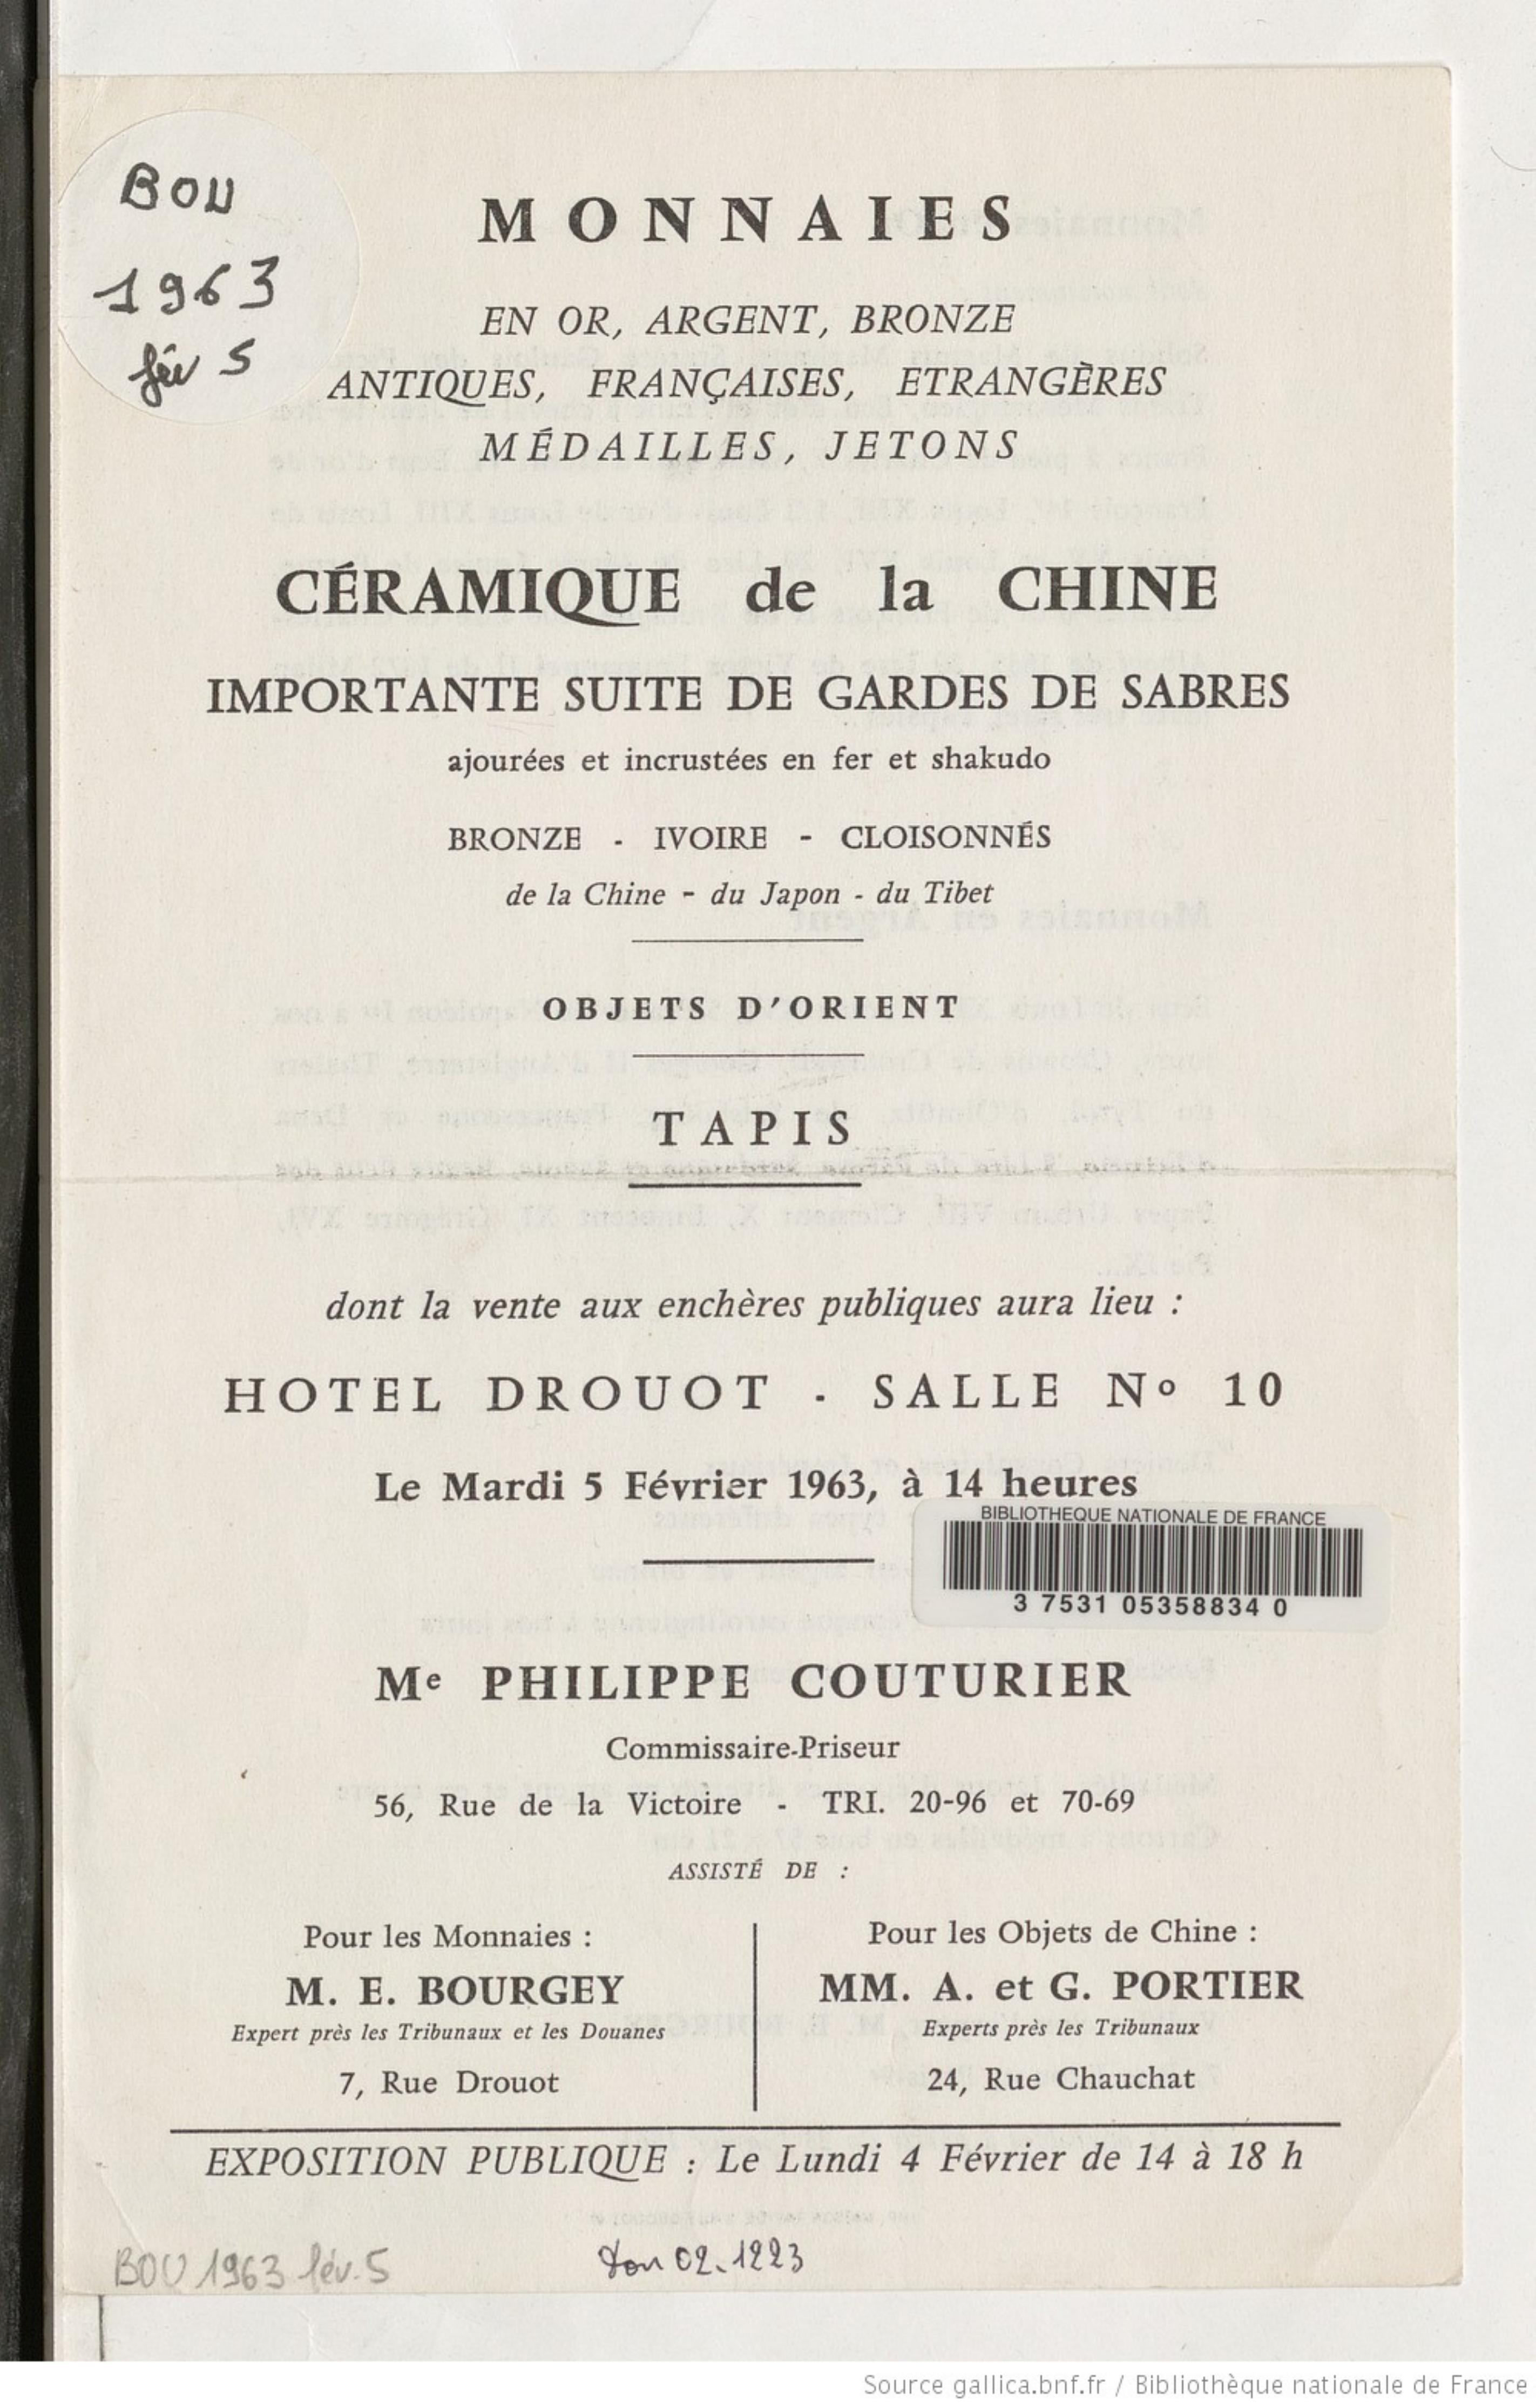 BOU
1963
fév 5
MONNAIES
EN OR, ARGENT, BRONZE
ANTIQUES, FRANÇAISES, ETRANGÈRES
MÉDAILLES, JETONS
CÉRAMIQUE de la CHINE
IMPORTANTE SUITE DE GARDES DE SABRES
ajourées et incrustées en fer et shakudo
BRONZE - IVOIRE - CLOISONNÉS
de la Chine - du Japon - du Tibet
OBJETS D'ORIENT
TAPIS
dont la vente aux enchères publiques aura lieu :
HOTEL DROUOT - SALLE No 10
Le Mardi 5 Février 1963, à 14 heures
BIBLIOTHEQUE NATIONALE DE FRANCE
3 7531 05358834 0
Me PHILIPPE COUTURIER
Commissaire-Priseur
56, Rue de la Victoire - TRI. 20-96 et 70-69
ASSISTÉ DE :
Pour les Monnaies :
M. E. BOURGEY
Expert près les Tribunaux et les Douanes
7, Rue Drouot
Pour les Objets de Chine :
MM. A. et G. PORTIER
Experts près les Tribunaux
24, Rue Chauchat
EXPOSITION PUBLIQUE : Le Lundi 4 Février de 14 à 18 h
BOU 1963 fév. 5
Don 02.1223
Source gallica.bnf.fr / Bibliothèque nationale de France